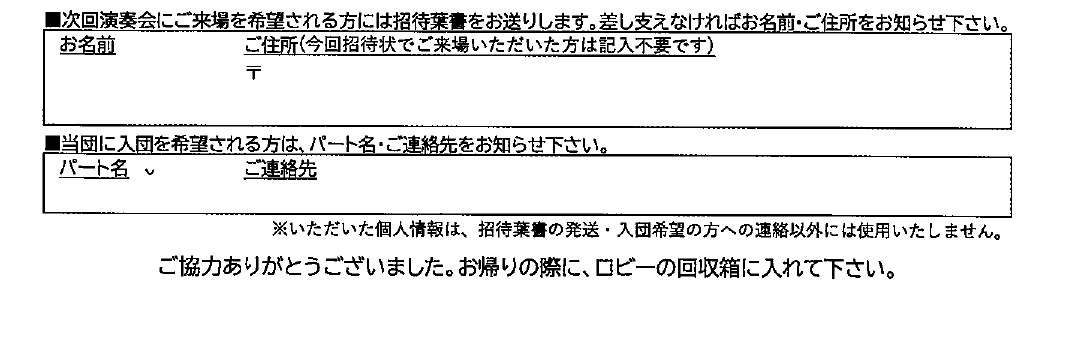 ■次回演奏会にご来場を希望される方には招待葉書をお送りします。差し支えなければお名前・ご住所をお知らせ下さい。
お名前 ご住所(今回招待状でご来場いただいた方は記入不要です)
〒
■当団に入団を希望される方は、パート名・ご連絡先をお知らせ下さい。
パート名 ご連絡先
※いただいた個人情報は、招待葉書の発送・入団希望の方への連絡以外には使用いたしません。
ご協力ありがとうございました。お帰りの際に、ロビーの回収箱に入れて下さい。